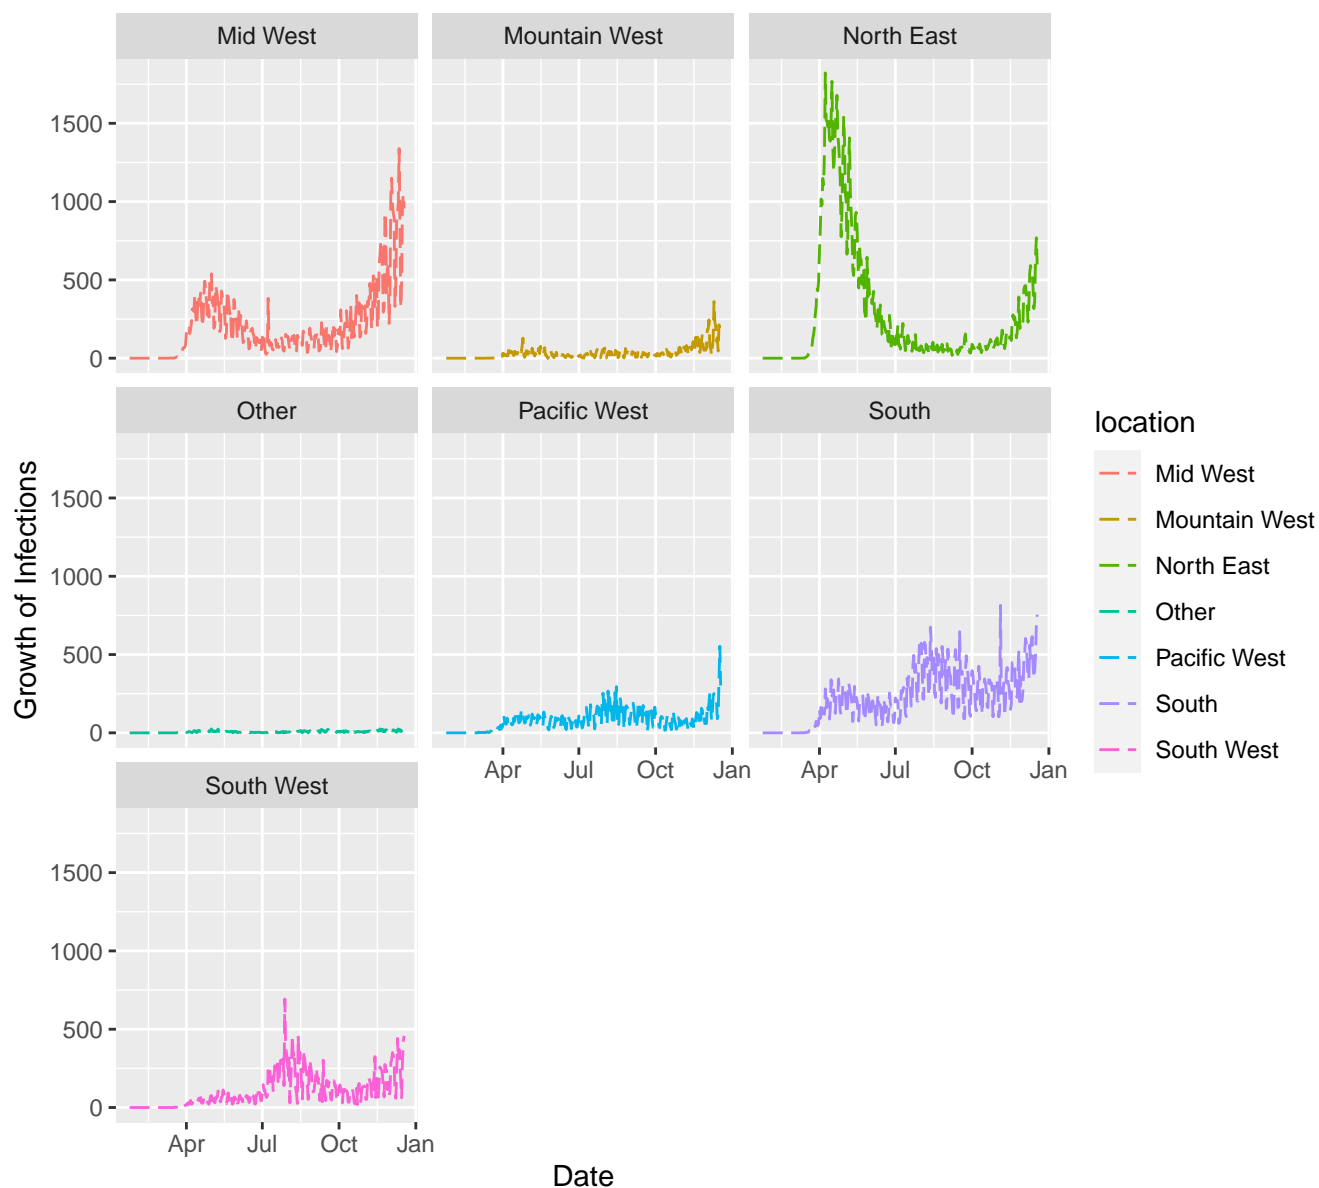 Mid West
Mountain West
North East
1500
1000
500
0
Other
Pacific West
South
1500
1000
500
0
Apr
Jul
Oct
Jan
Apr
Jul
Oct
Jan
South West
1500
1000
500
0
Apr
Jul
Oct
Jan
Growth of Infections
Date
location
Mid West
Mountain West
North East
Other
Pacific West
South
South West